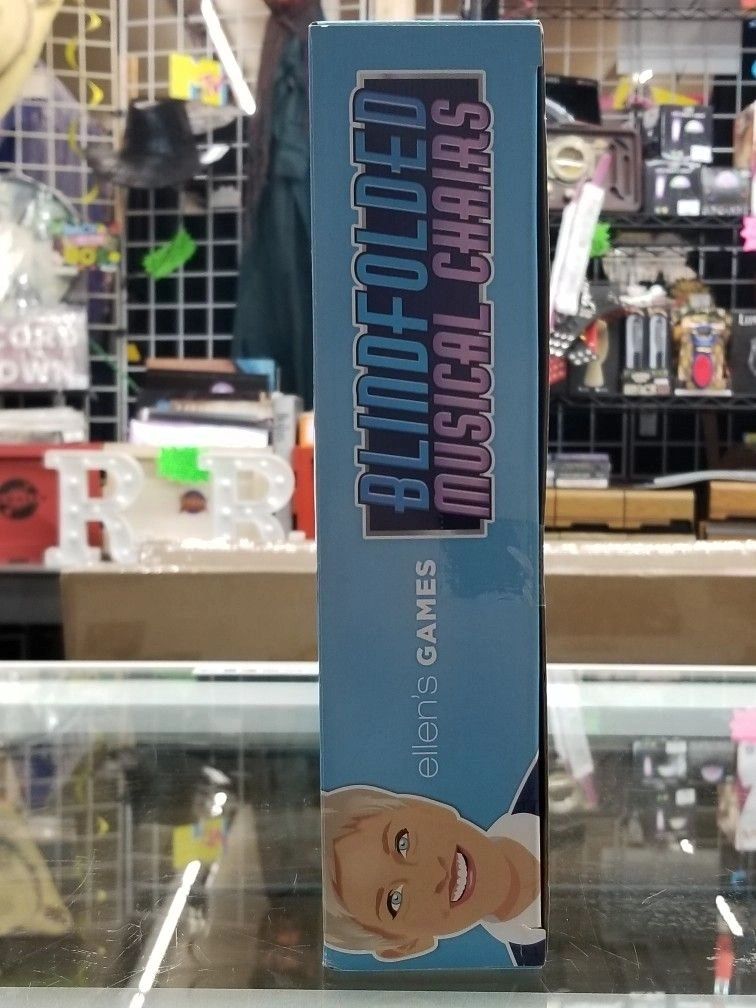 BLINDFOLDED
MUSICAL CHAIRS
ellen's GAMES
R R